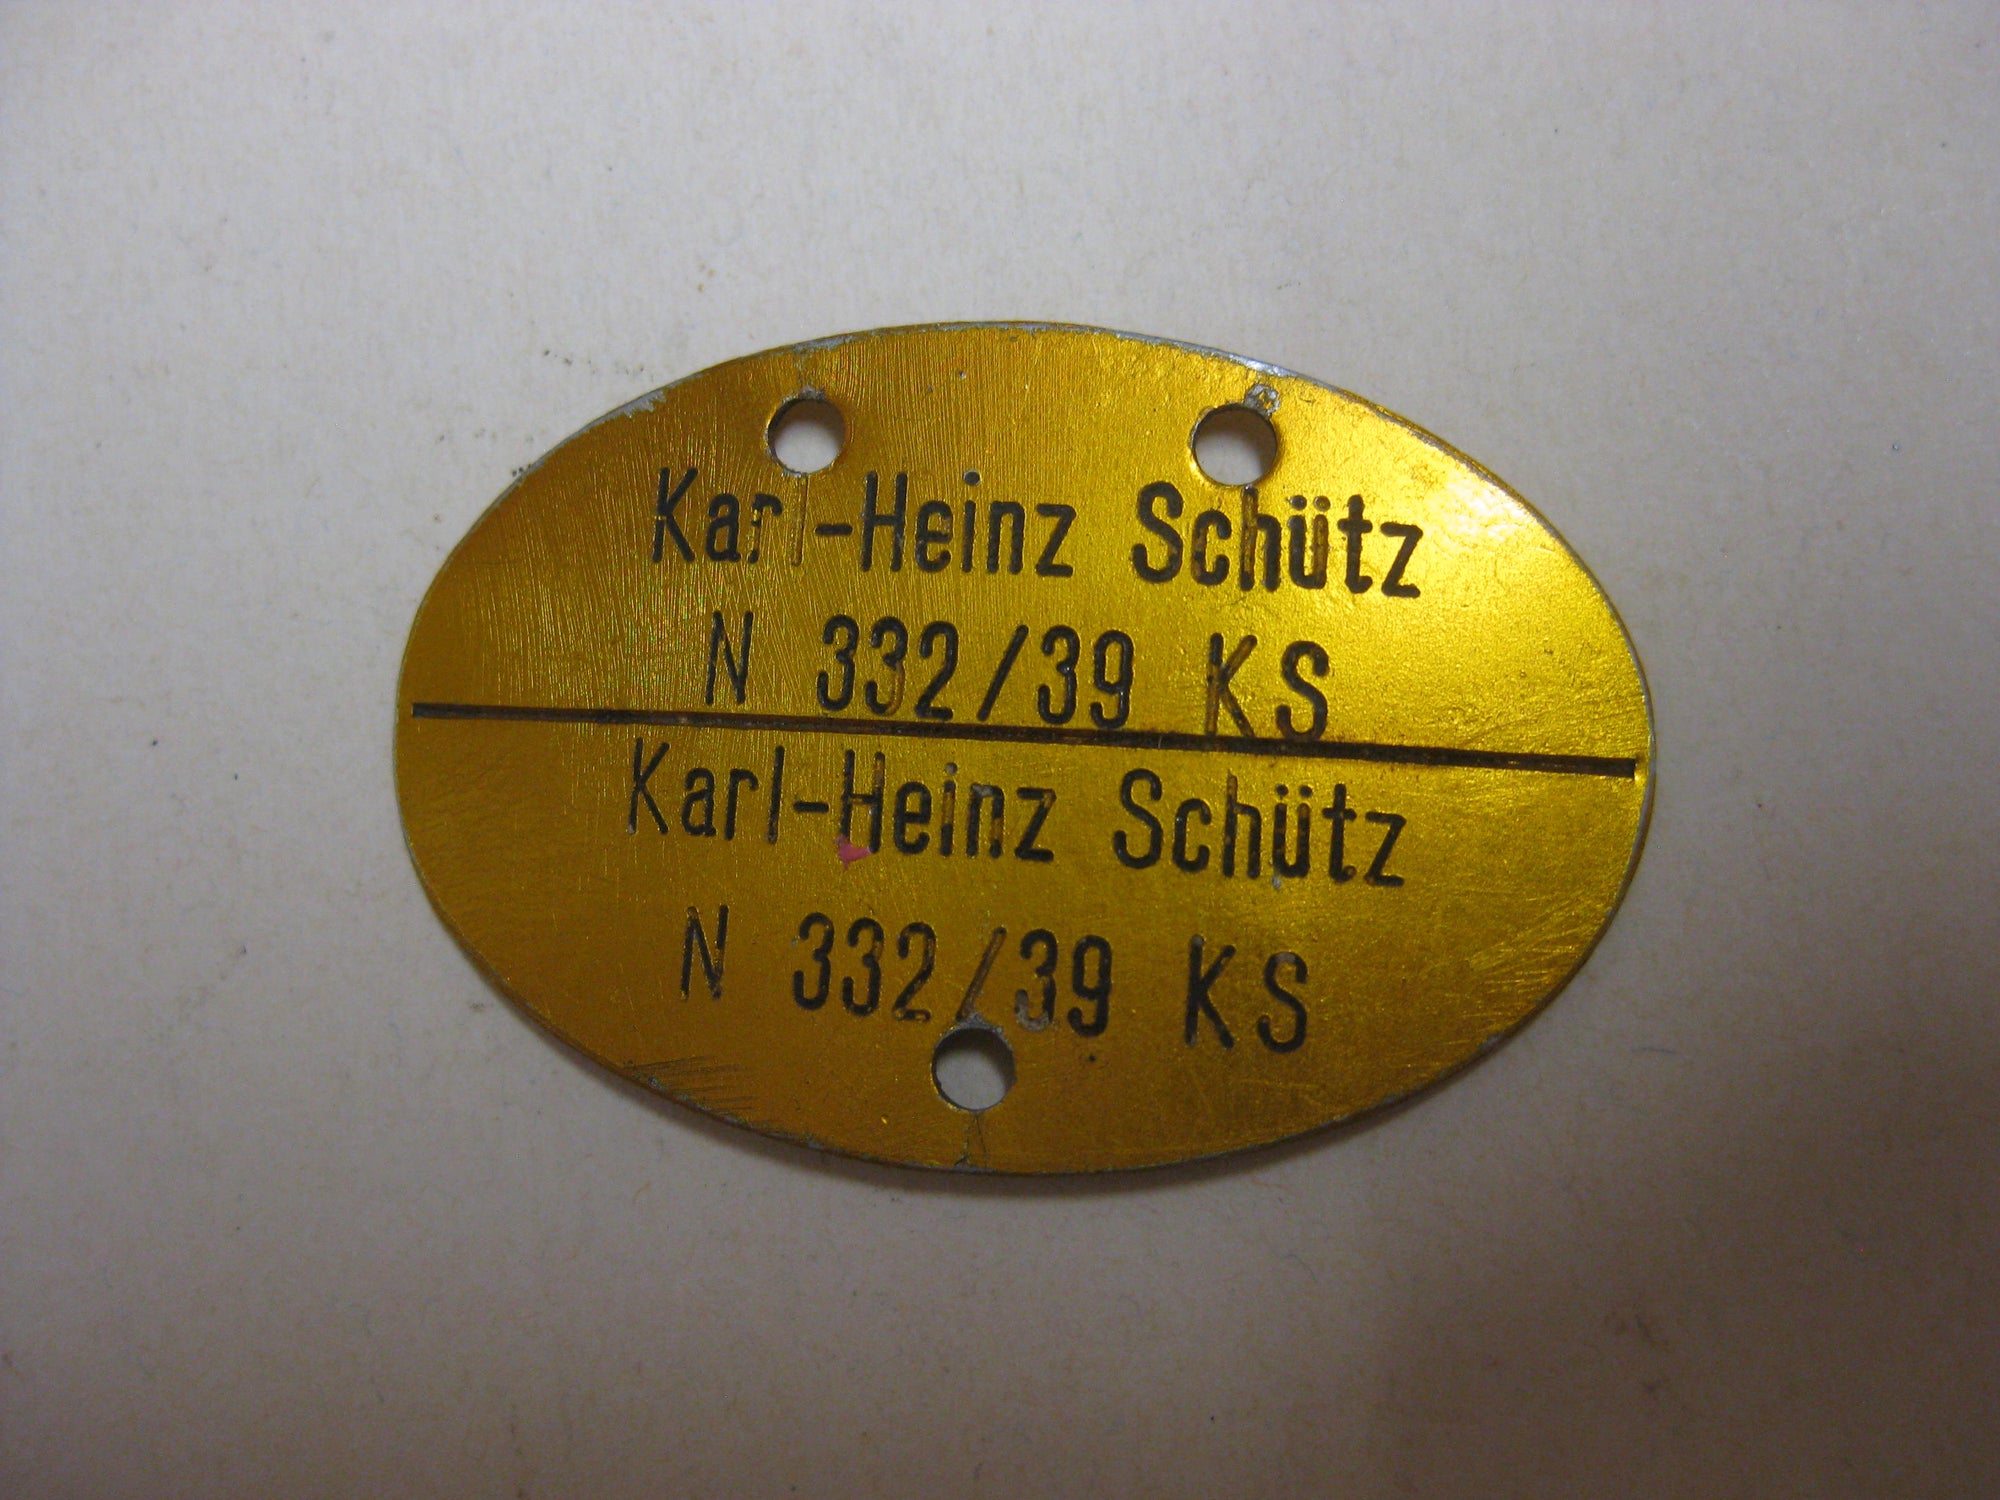 Karl-Heinz Schütz
N 332/39 KS
Karl-Heinz Schütz
N 332/39 KS